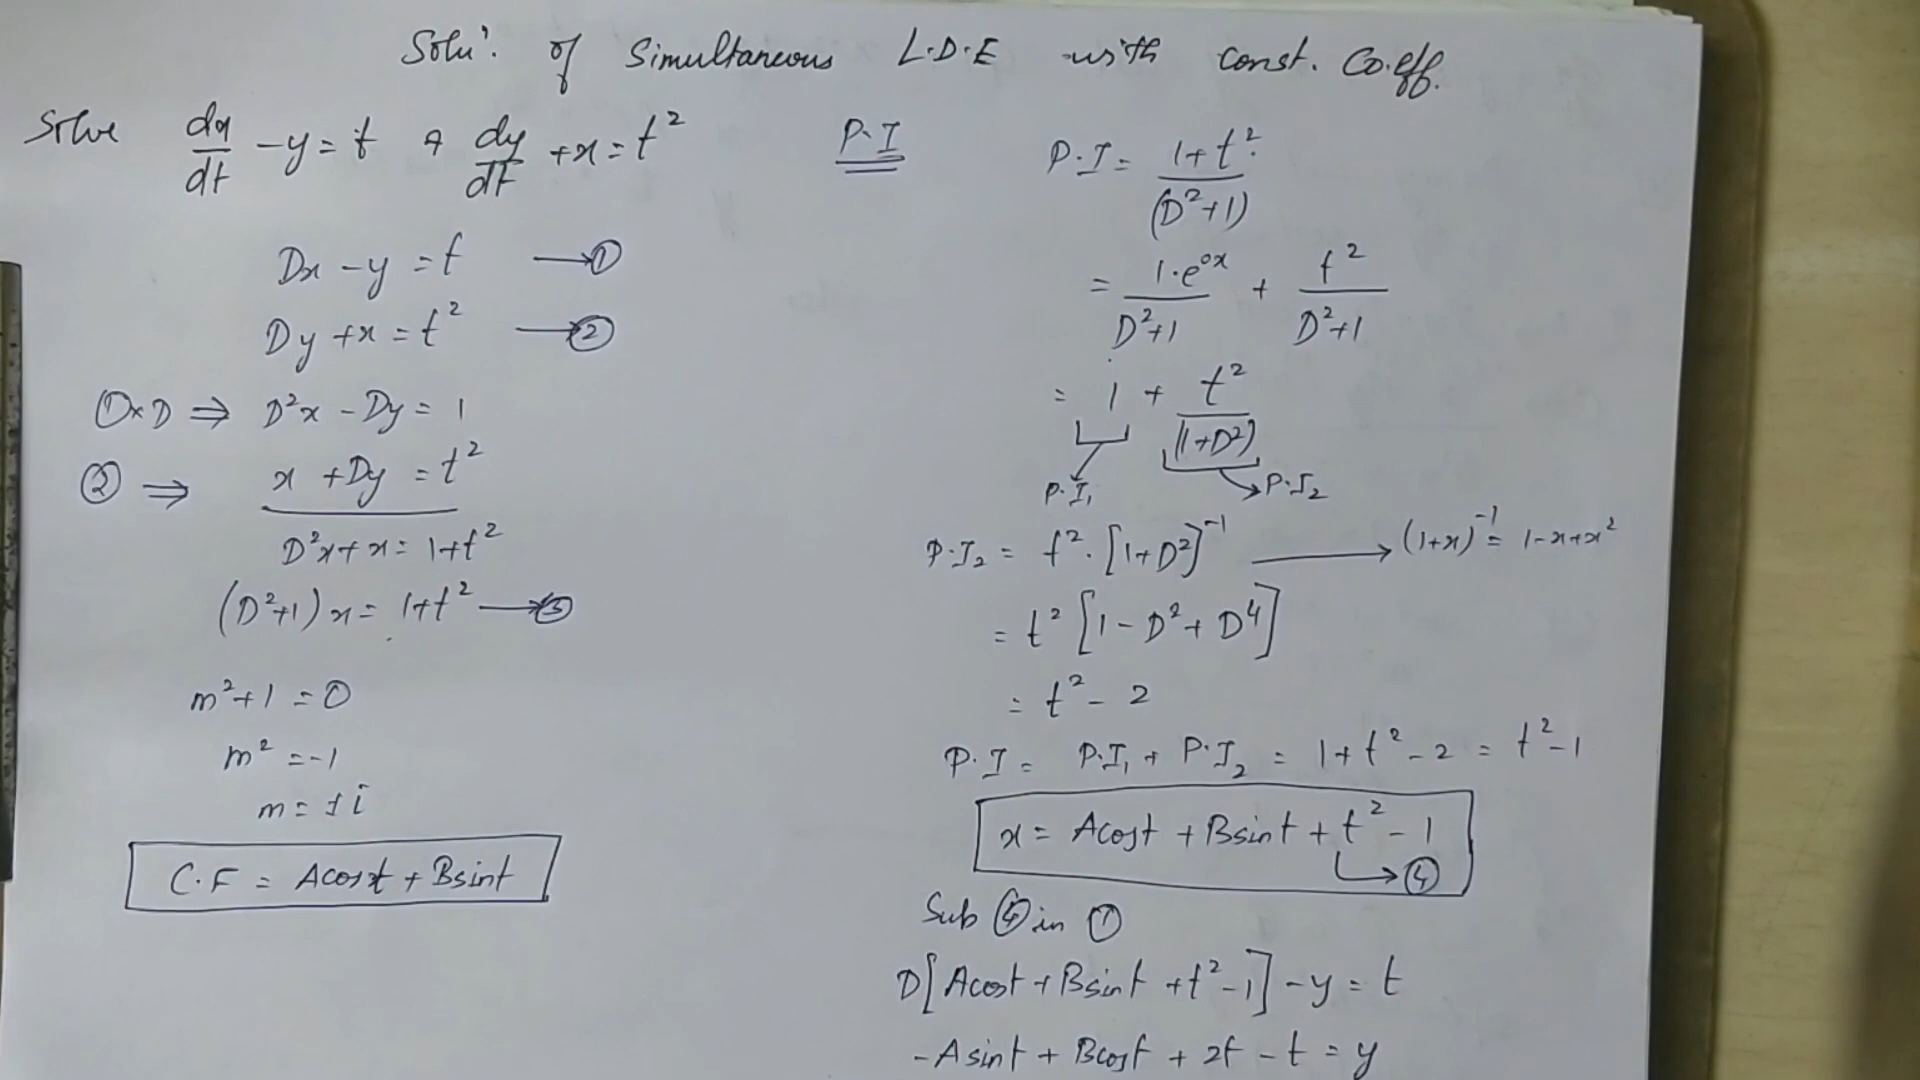 Solu'. of Simultaneous L.D.E with const. Co.eff.
Solve dx/dt - y = t & dy/dt + x = t²
Dx - y = t → ①
Dy + x = t² → ②
①×D ⇒ D²x - Dy = 1
② ⇒ x + Dy = t²
D²x + x = 1+t²
(D²+1) x = 1+t² → ③
m²+1 = 0
m² = -1
m = ±i
C.F = Acost + Bsint
P.I
P.I = 1+t²/(D²+1)
= 1·e⁰ˣ/D²+1 + t²/D²+1
= 1 + t²/(1+D²)
P.I₁ P.I₂
P.I₂ = t². [1+D²]⁻¹ → (1+x)⁻¹ = 1-x+x²
= t² [1 - D² + D⁴]
= t² - 2
P.I = P.I₁ + P.I₂ = 1+t²-2 = t²-1
x = Acost + Bsint + t² - 1
→ ④
Sub ④ in ①
D[Acost + Bsint + t²-1] - y = t
-Asint + Bcost + 2t - t = y